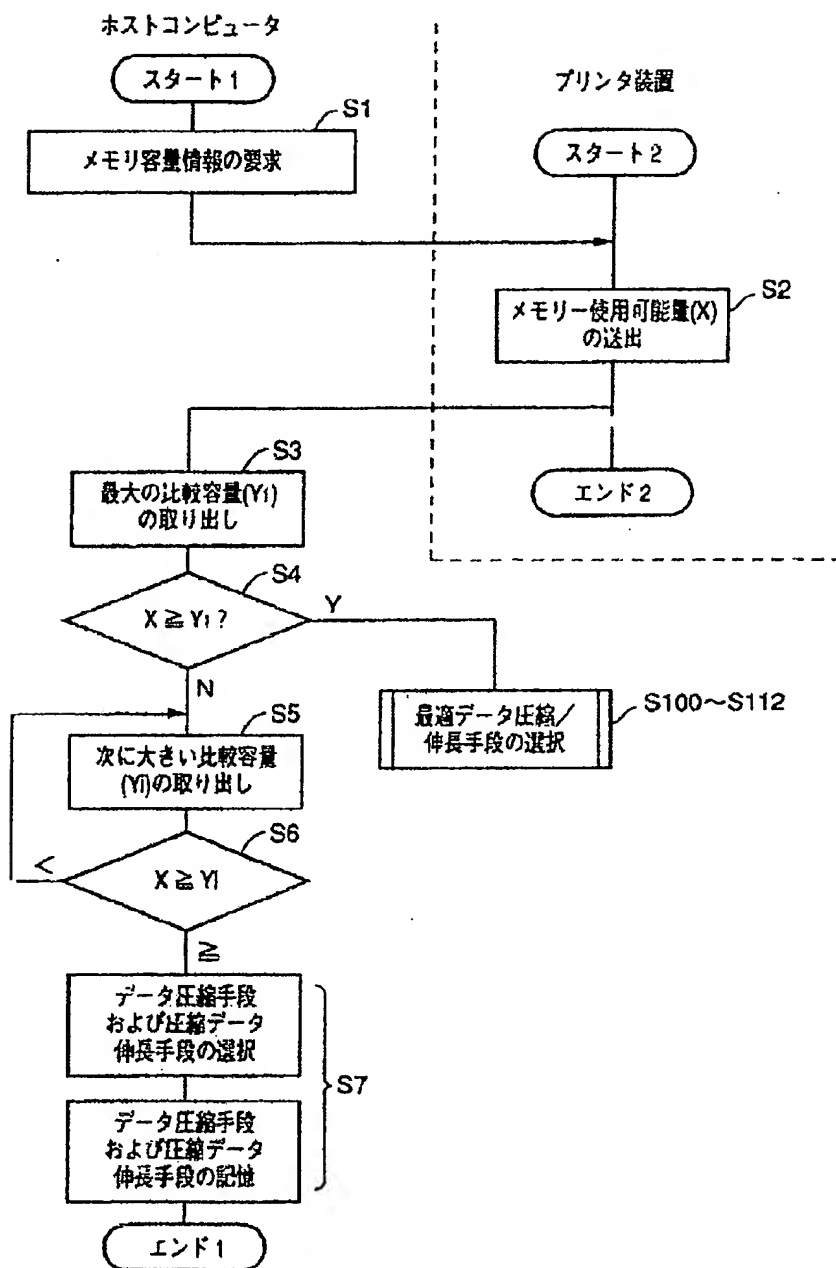 ホストコンピュータ
スタート1
S1
メモリ容量情報の要求
プリンタ装置
スタート2
S2
メモリー使用可能量(X)
の送出
エンド2
S3
最大の比較容量(Y1)
の取り出し
S4
X ≧ Y1 ?
Y
N
S100～S112
最適データ圧縮／
伸長手段の選択
S5
次に大きい比較容量
(Yi)の取り出し
S6
X ≧ Yi
<
≧
データ圧縮手段
および圧縮データ
伸長手段の選択
S7
データ圧縮手段
および圧縮データ
伸長手段の記憶
エンド1